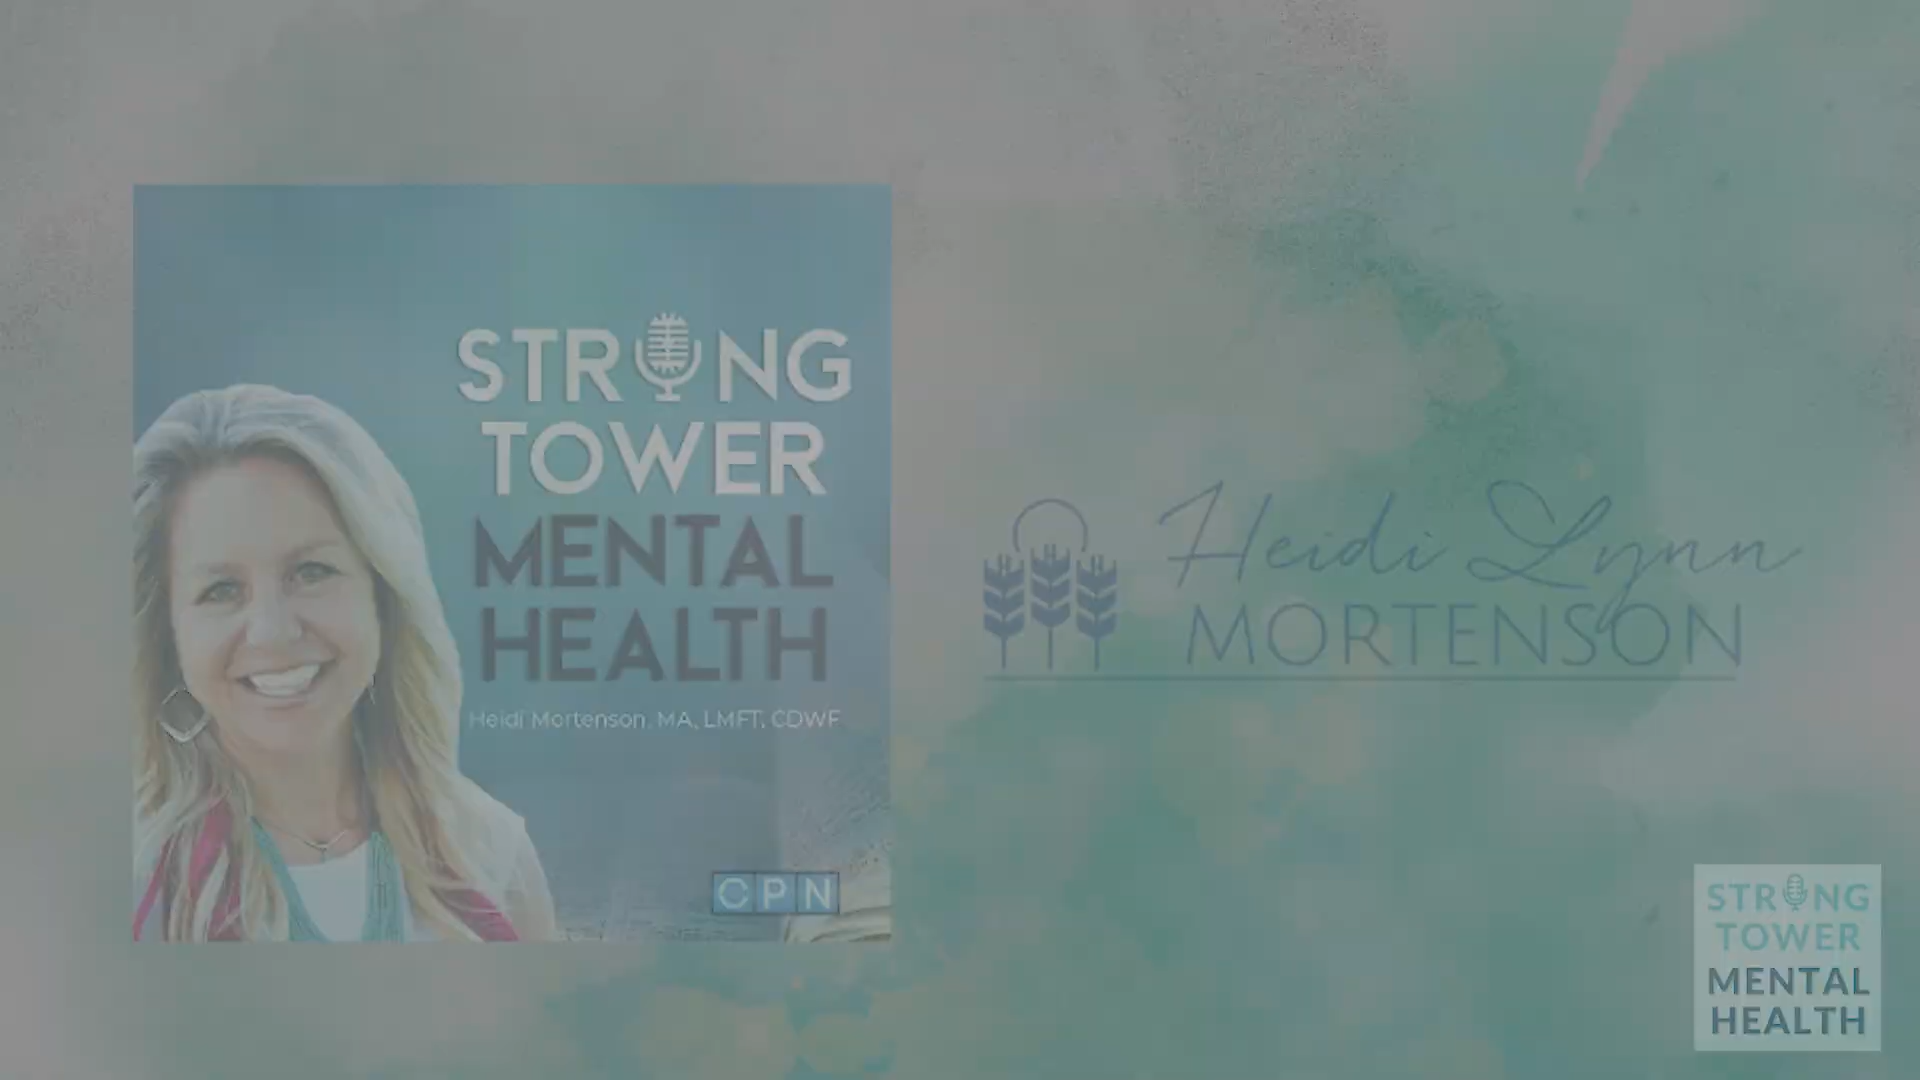 STRONG
TOWER
MENTAL
HEALTH
Heidi Mortenson, MA, LMFT, CDWF
CPN
Heidi Lynn
MORTENSON
STRONG
TOWER
MENTAL
HEALTH